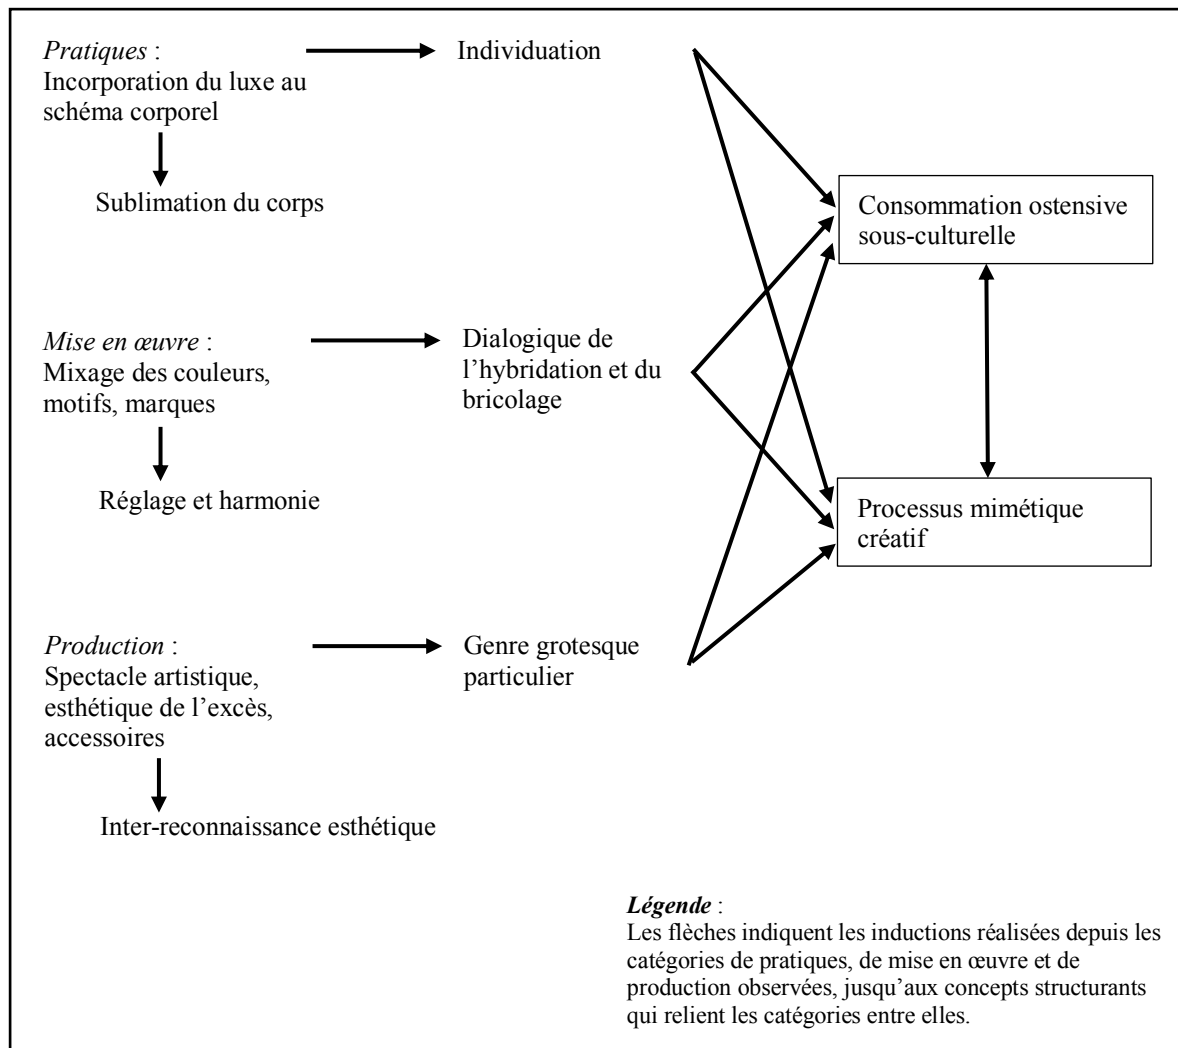 Pratiques :
Incorporation du luxe au
schéma corporel
Individuation
Sublimation du corps
Consommation ostensive
sous-culturelle
Mise en œuvre :
Mixage des couleurs,
motifs, marques
Dialogique de
l’hybridation et du
bricolage
Réglage et harmonie
Processus mimétique
créatif
Production :
Spectacle artistique,
esthétique de l’excès,
accessoires
Genre grotesque
particulier
Inter-reconnaissance esthétique
Légende :
Les flèches indiquent les inductions réalisées depuis les
catégories de pratiques, de mise en œuvre et de
production observées, jusqu’aux concepts structurants
qui relient les catégories entre elles.